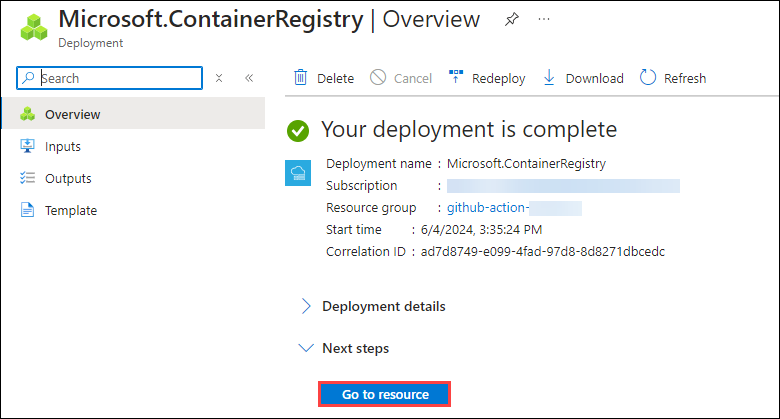 Microsoft.ContainerRegistry | Overview ...
Deployment
Search
Delete Cancel Redeploy Download Refresh
Overview
Inputs
Outputs
Template
Your deployment is complete
Deployment name : Microsoft.ContainerRegistry
Subscription :
Resource group : github-action-
Start time : 6/4/2024, 3:35:24 PM
Correlation ID : ad7d8749-e099-4fad-97d8-8d8271dbcedc
Deployment details
Next steps
Go to resource